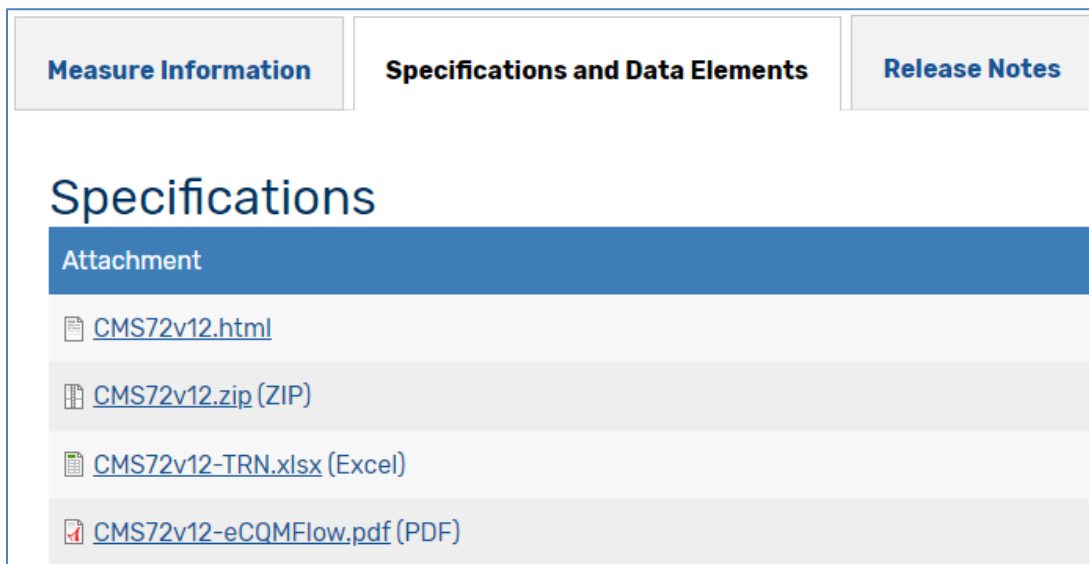 Measure Information
Specifications and Data Elements
Release Notes
Specifications
Attachment
CMS72v12.html
CMS72v12.zip (ZIP)
CMS72v12-TRN.xlsx (Excel)
CMS72v12-eCQMFlow.pdf (PDF)